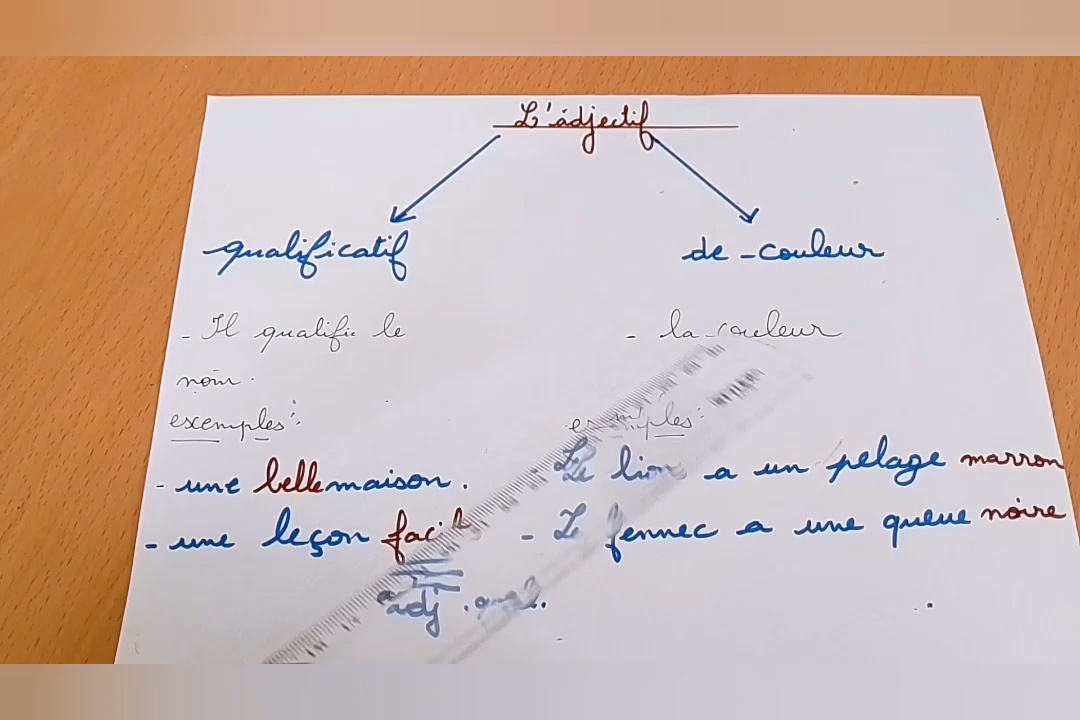 L'adjectif
qualificatif
de couleur
- Il qualifie le
nom.
exemples:
- une belle maison.
- une leçon facile
adj. qual.
- la couleur
exemples:
- Le lion a un pelage marron
- Le fennec a une queue noire